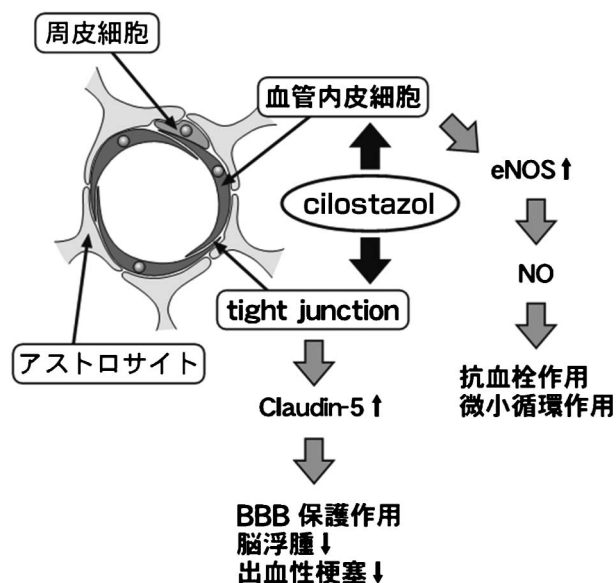 周皮細胞
血管内皮細胞
eNOS⬆
cilostazol
NO
tight junction
アストロサイト
抗血栓作用
微小循環作用
Claudin-5⬆
BBB 保護作用
脳浮腫⬇
出血性梗塞⬇